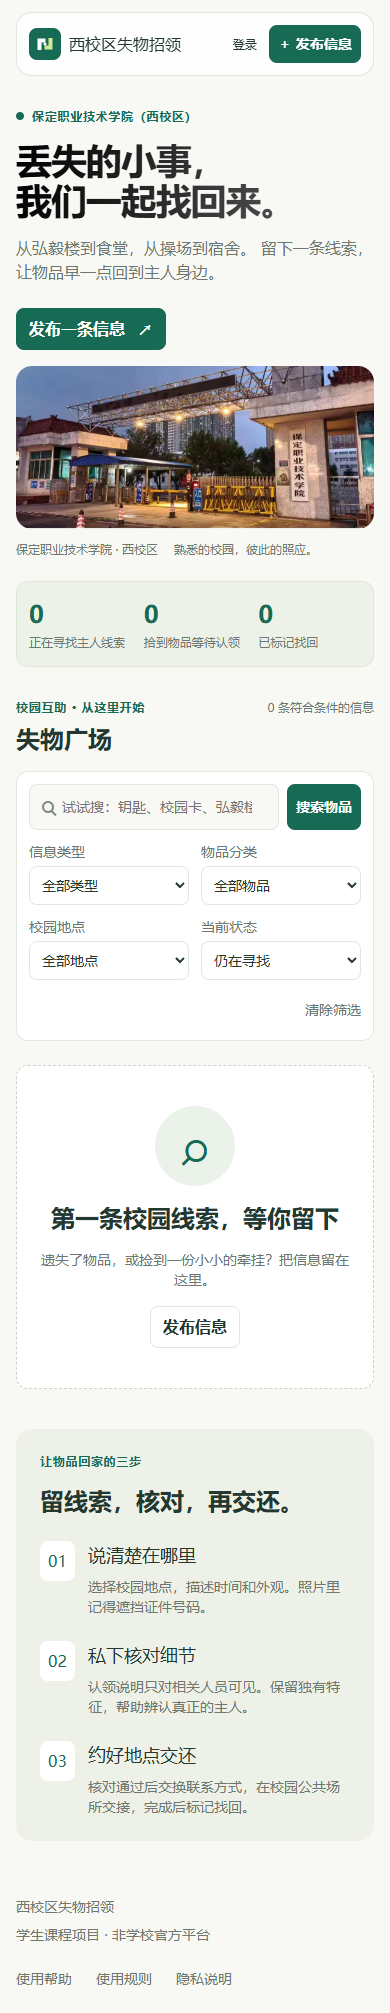 西校区失物招领
登录
+ 发布信息
保定职业技术学院（西校区）
丢失的小事，
我们一起找回来。
从弘毅楼到食堂，从操场到宿舍。 留下一条线索，
让物品早一点回到主人身边。
发布一条信息 ↗
保定职业技术学院
保定职业技术学院 · 西校区 熟悉的校园，彼此的照应。
0 0 0
正在寻找主人线索 拾到物品等待认领 已标记找回
校园互助 · 从这里开始 0 条符合条件的信息
失物广场
试试搜：钥匙、校园卡、弘毅楼
搜索物品
信息类型 物品分类
全部类型 全部物品
校园地点 当前状态
全部地点 仍在寻找
清除筛选
第一条校园线索，等你留下
遗失了物品，或捡到一份小小的牵挂？把信息留在
这里。
发布信息
让物品回家的三步
留线索，核对，再交还。
01 说清楚在哪里
选择校园地点，描述时间和外观。照片里
记得遮挡证件号码。
02 私下核对细节
认领说明只对相关人员可见。保留独有特
征，帮助辨认真正的主人。
03 约好地点交还
核对通过后交换联系方式，在校园公共场
所交接，完成后标记找回。
西校区失物招领
学生课程项目 · 非学校官方平台
使用帮助 使用规则 隐私说明